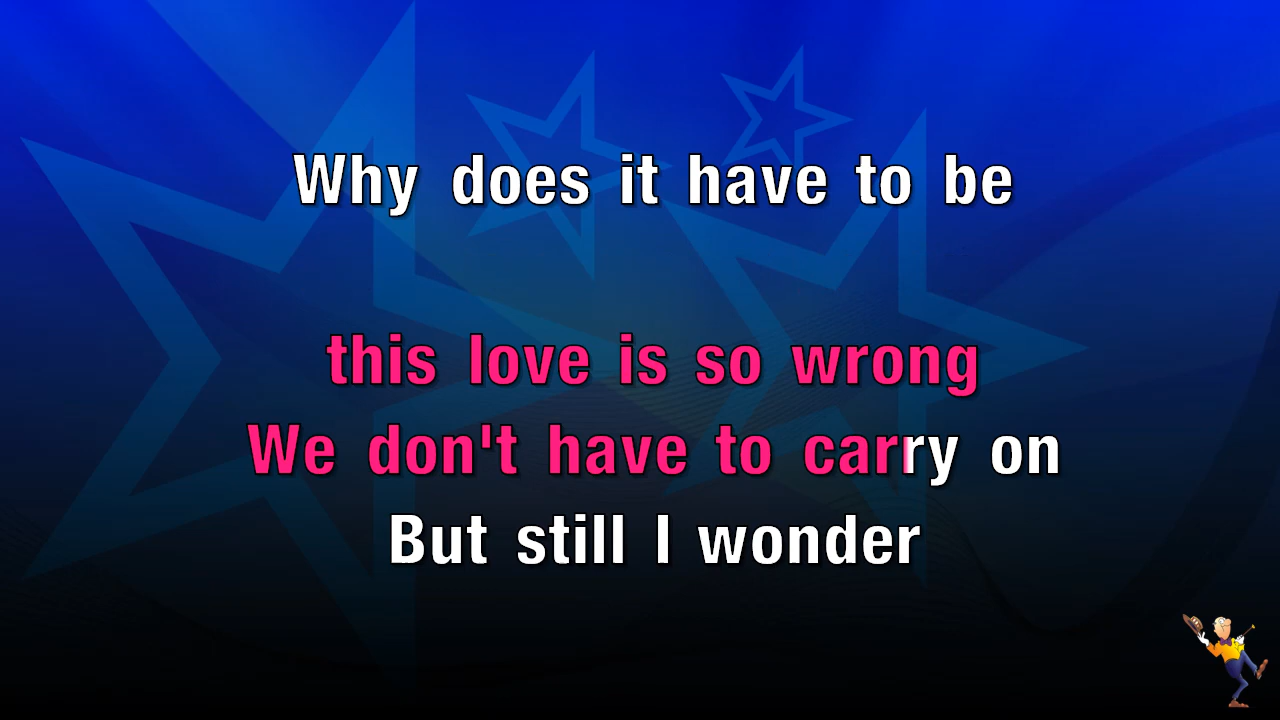 Why does it have to be
this love is so wrong
We don't have to carry on
But still I wonder